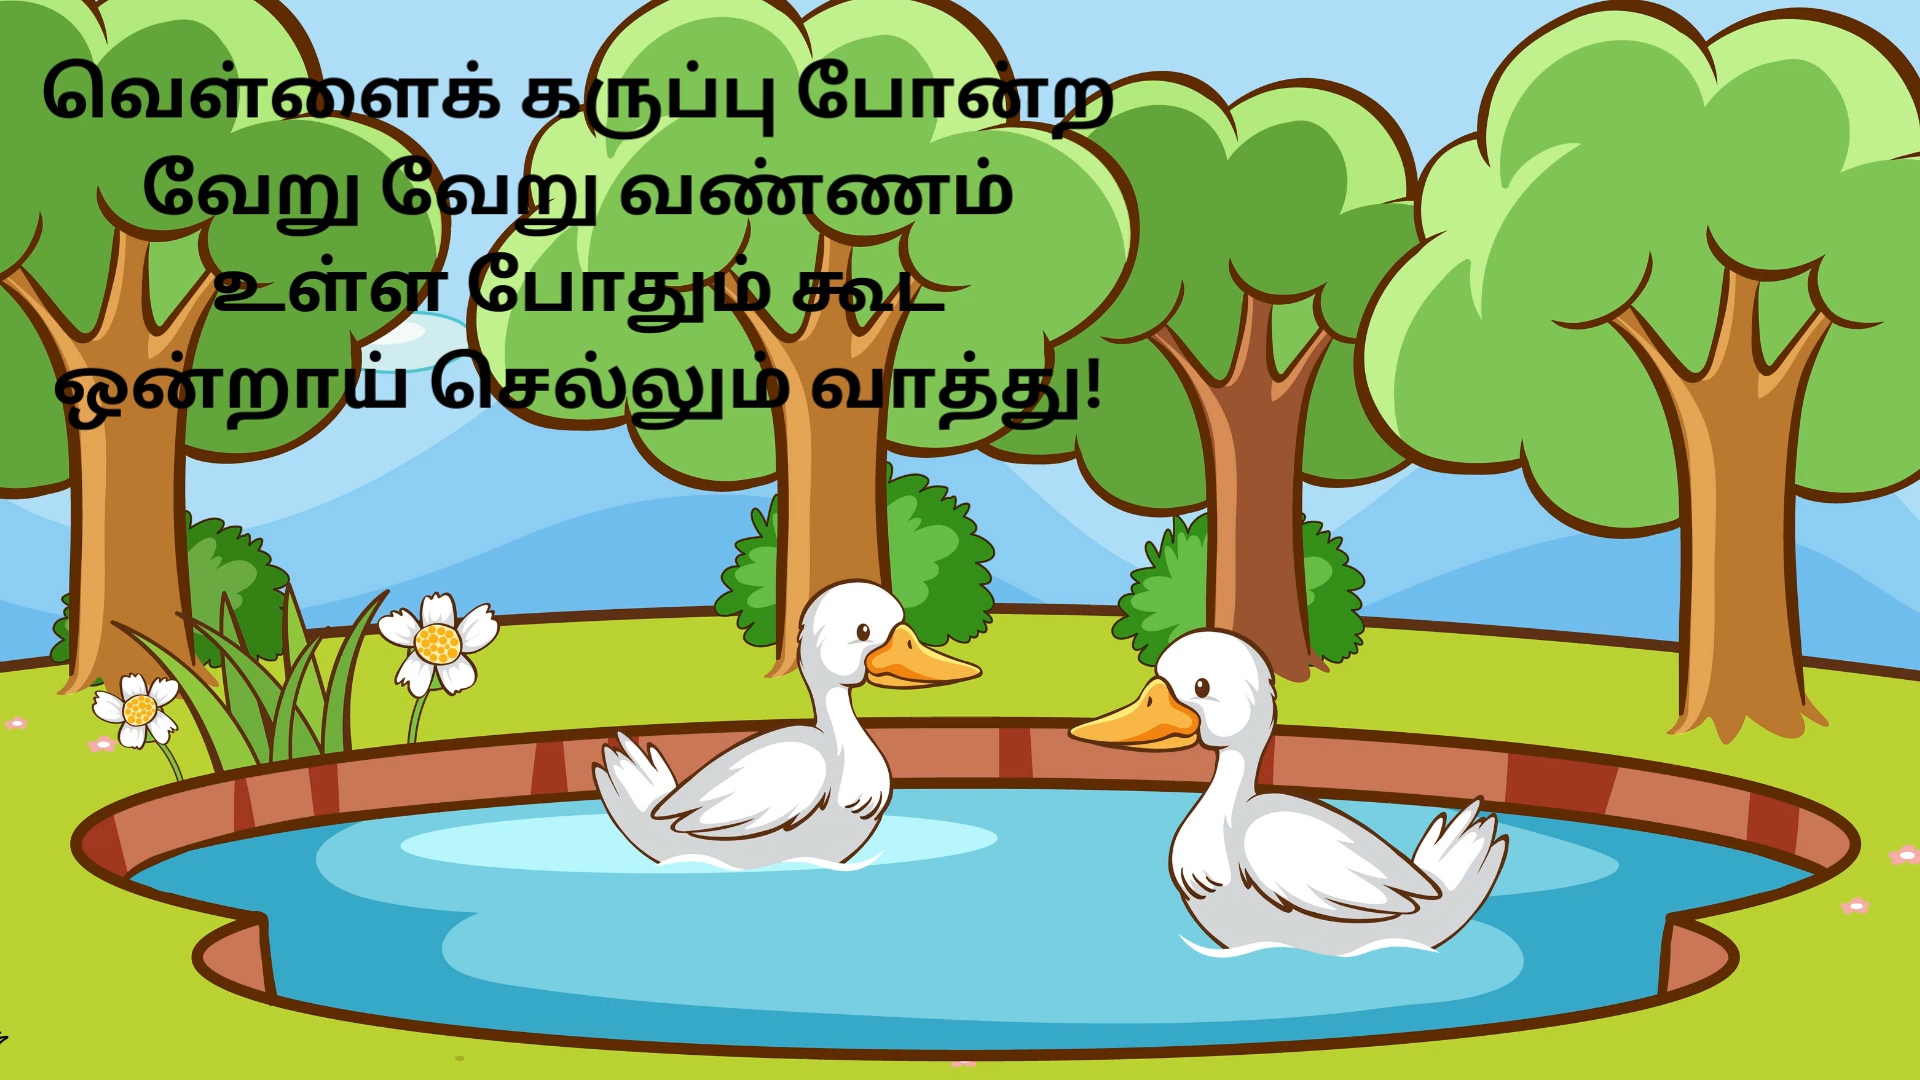 வெள்ளைக் கருப்பு போன்ற
வேறு வேறு வண்ணம்
உள்ள போதும் கூட
ஒன்றாய் செல்லும் வாத்து!